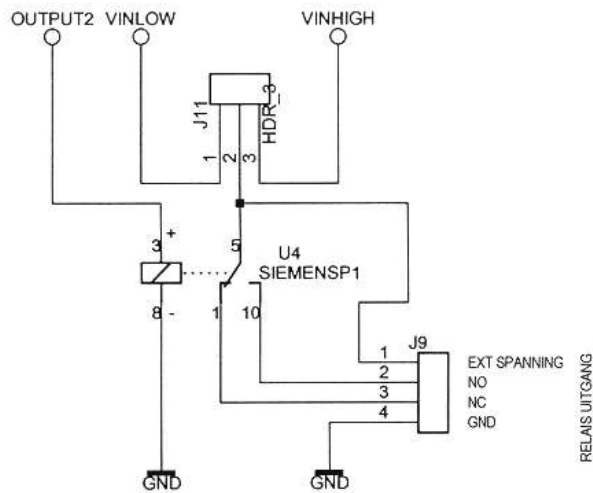 OUTPUT2 VINLOW VINHIGH
J11
HDR_3
1 2 3
3 +
5
U4
SIEMENSP1
8 -
1 10
J9
1 EXT SPANNING
2 NO
3 NC
4 GND
RELAIS UITGANG
GND GND